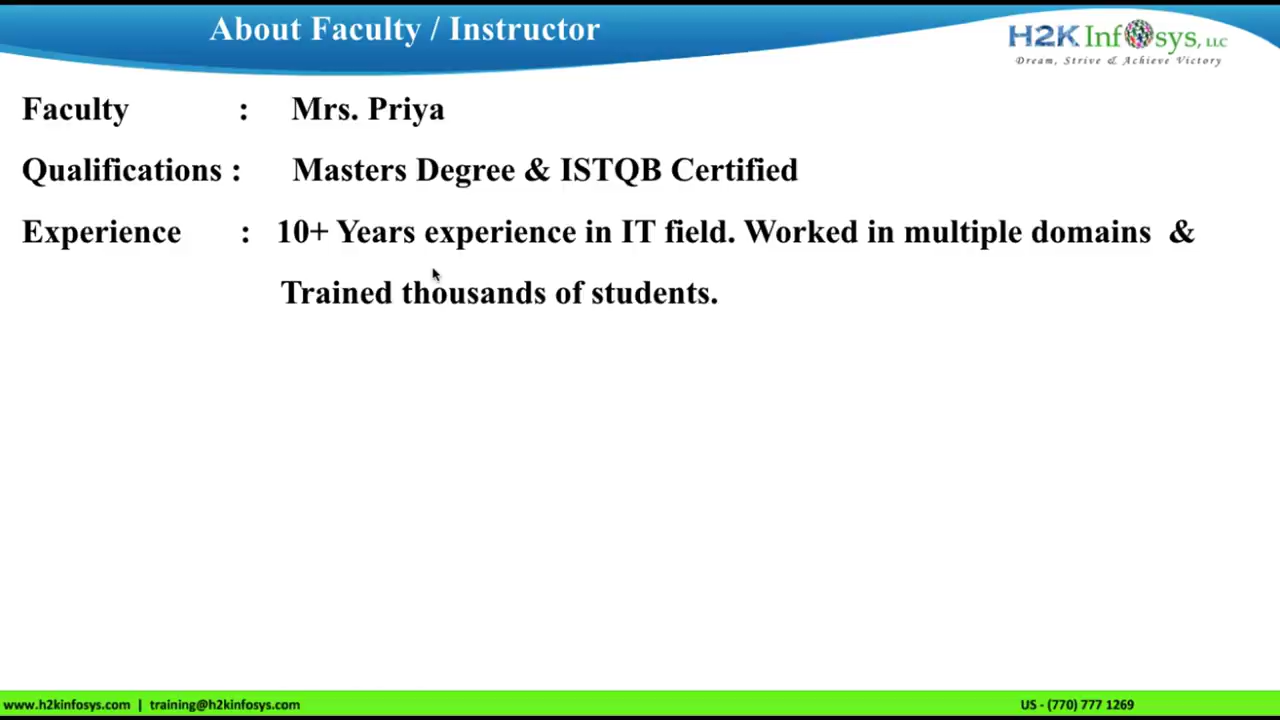 About Faculty / Instructor
H2K Infosys, LLC
Dream, Strive & Achieve Victory
Faculty : Mrs. Priya
Qualifications : Masters Degree & ISTQB Certified
Experience : 10+ Years experience in IT field. Worked in multiple domains &
Trained thousands of students.
www.h2kinfosys.com | training@h2kinfosys.com US - (770) 777 1269